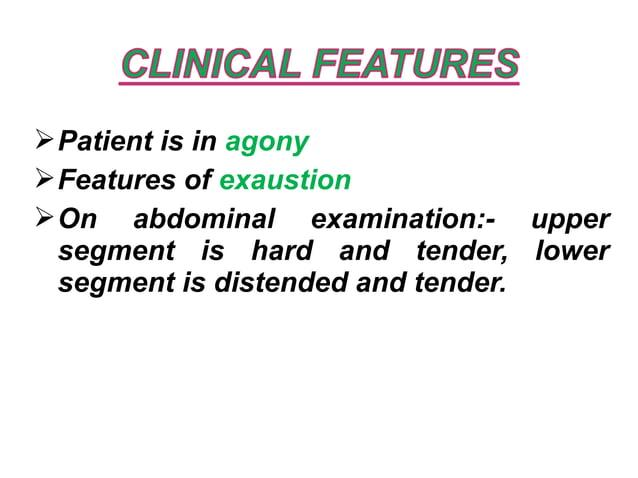 CLINICAL FEATURES
➢Patient is in agony
➢Features of exaustion
➢On abdominal examination:- upper
segment is hard and tender, lower
segment is distended and tender.